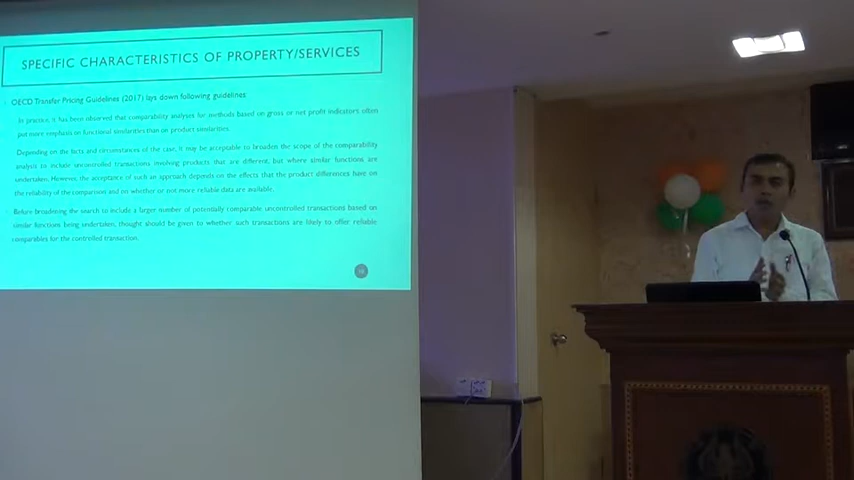 SPECIFIC CHARACTERISTICS OF PROPERTY/SERVICES
OECD Transfer Pricing Guidelines (2017) lays down following guidelines
In practice, it has been observed that comparability analyses for methods based on gross or net profit indicators often
put more emphasis on functional similarities than on product similarities.
Depending on the facts and circumstances of the case, it may be acceptable to broaden the scope of the comparability
analysis to include uncontrolled transactions involving products that are different, but where similar functions are
undertaken. However, the acceptance of such an approach depends on the effects that the product differences have on
the reliability of the comparison and on whether or not more reliable data are available.
Before broadening the search to include a larger number of potentially comparable uncontrolled transactions based on
similar functions being undertaken, thought should be given to whether such transactions are likely to offer reliable
comparables for the controlled transaction.